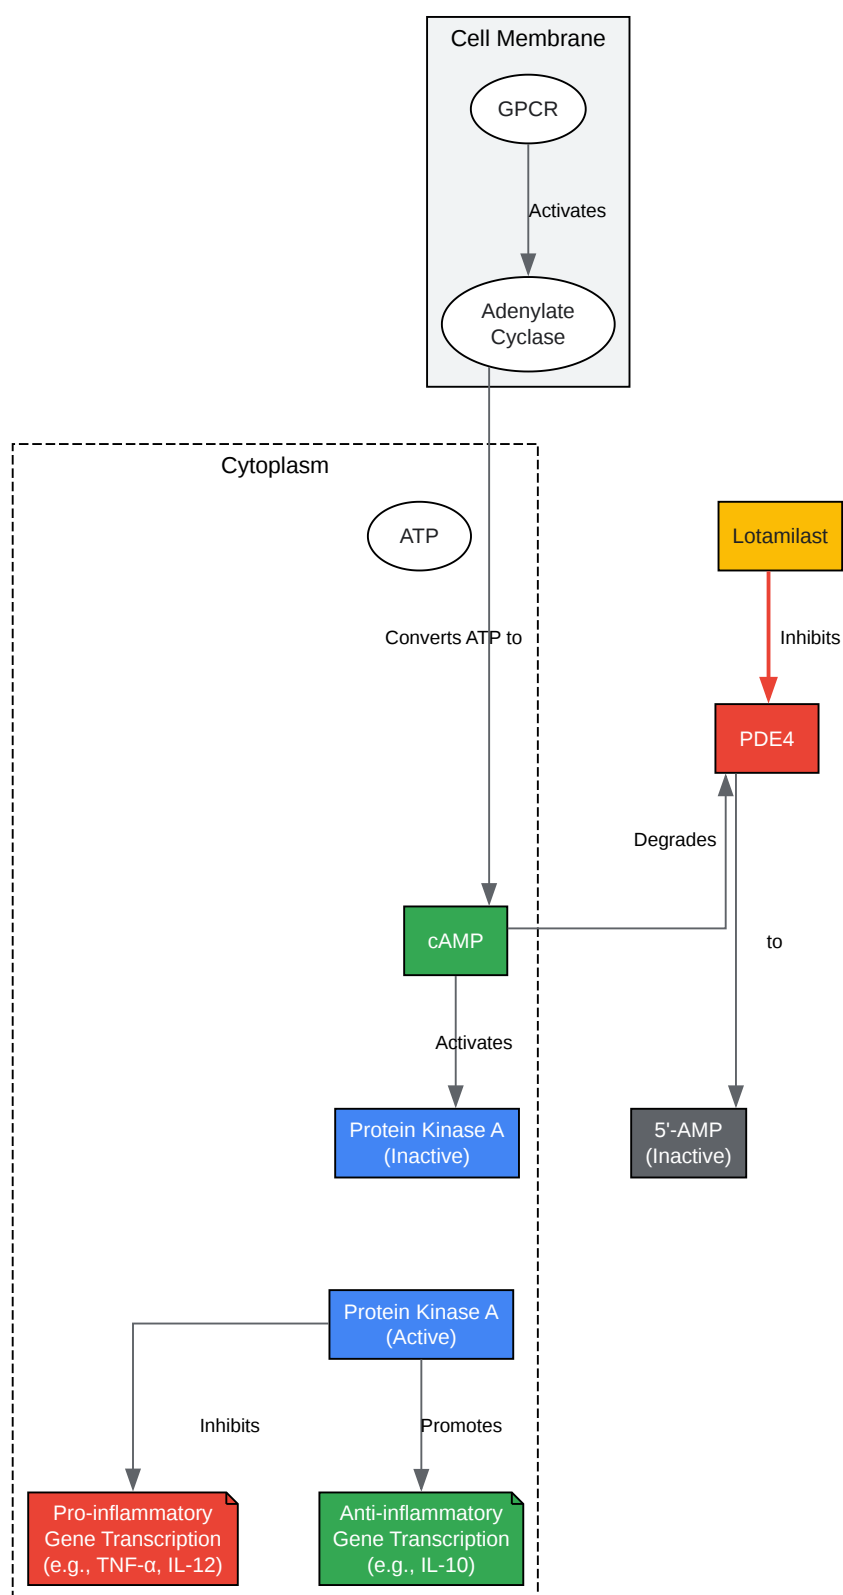 Cell Membrane
GPCR
Activates
Adenylate
Cyclase
Cytoplasm
ATP
Lotamilast
Converts ATP to
Inhibits
PDE4
Degrades
cAMP
to
Activates
Protein Kinase A
(Inactive)
5'-AMP
(Inactive)
Protein Kinase A
(Active)
Inhibits
Promotes
Pro-inflammatory
Gene Transcription
(e.g., TNF-α, IL-12)
Anti-inflammatory
Gene Transcription
(e.g., IL-10)